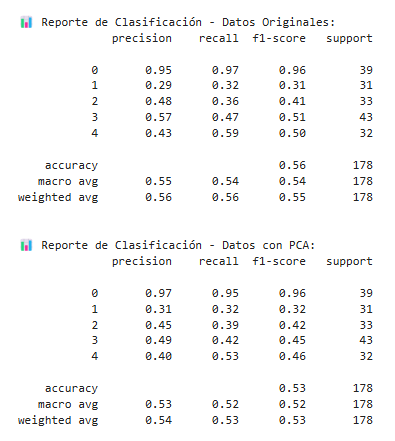 📊 Reporte de Clasificación - Datos Originales:
precision recall f1-score support
0 0.95 0.97 0.96 39
1 0.29 0.32 0.31 31
2 0.48 0.36 0.41 33
3 0.57 0.47 0.51 43
4 0.43 0.59 0.50 32
accuracy 0.56 178
macro avg 0.55 0.54 0.54 178
weighted avg 0.56 0.56 0.55 178
📊 Reporte de Clasificación - Datos con PCA:
precision recall f1-score support
0 0.97 0.95 0.96 39
1 0.31 0.32 0.32 31
2 0.45 0.39 0.42 33
3 0.49 0.42 0.45 43
4 0.40 0.53 0.46 32
accuracy 0.53 178
macro avg 0.53 0.52 0.52 178
weighted avg 0.54 0.53 0.53 178